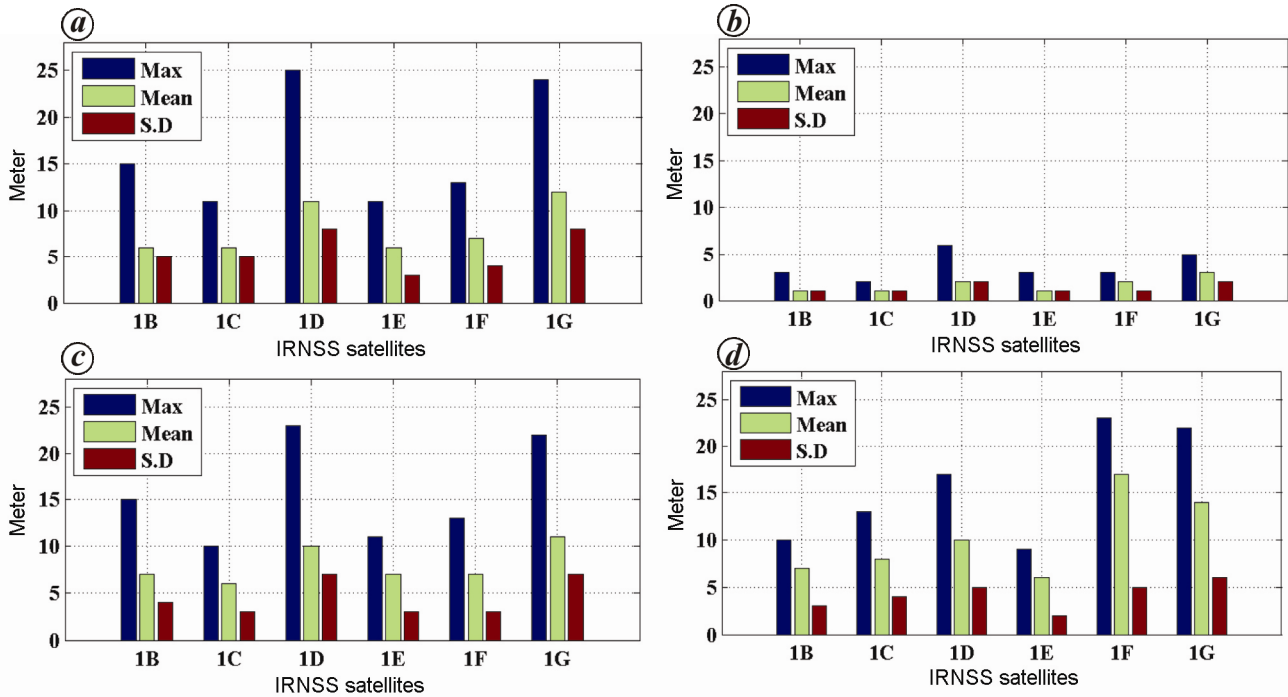 a
Max
Mean
S.D
25
20
15
10
5
0
Meter
1B 1C 1D 1E 1F 1G
IRNSS satellites
b
Max
Mean
S.D
25
20
15
10
5
0
Meter
1B 1C 1D 1E 1F 1G
IRNSS satellites
c
Max
Mean
S.D
25
20
15
10
5
0
Meter
1B 1C 1D 1E 1F 1G
IRNSS satellites
d
Max
Mean
S.D
25
20
15
10
5
0
Meter
1B 1C 1D 1E 1F 1G
IRNSS satellites